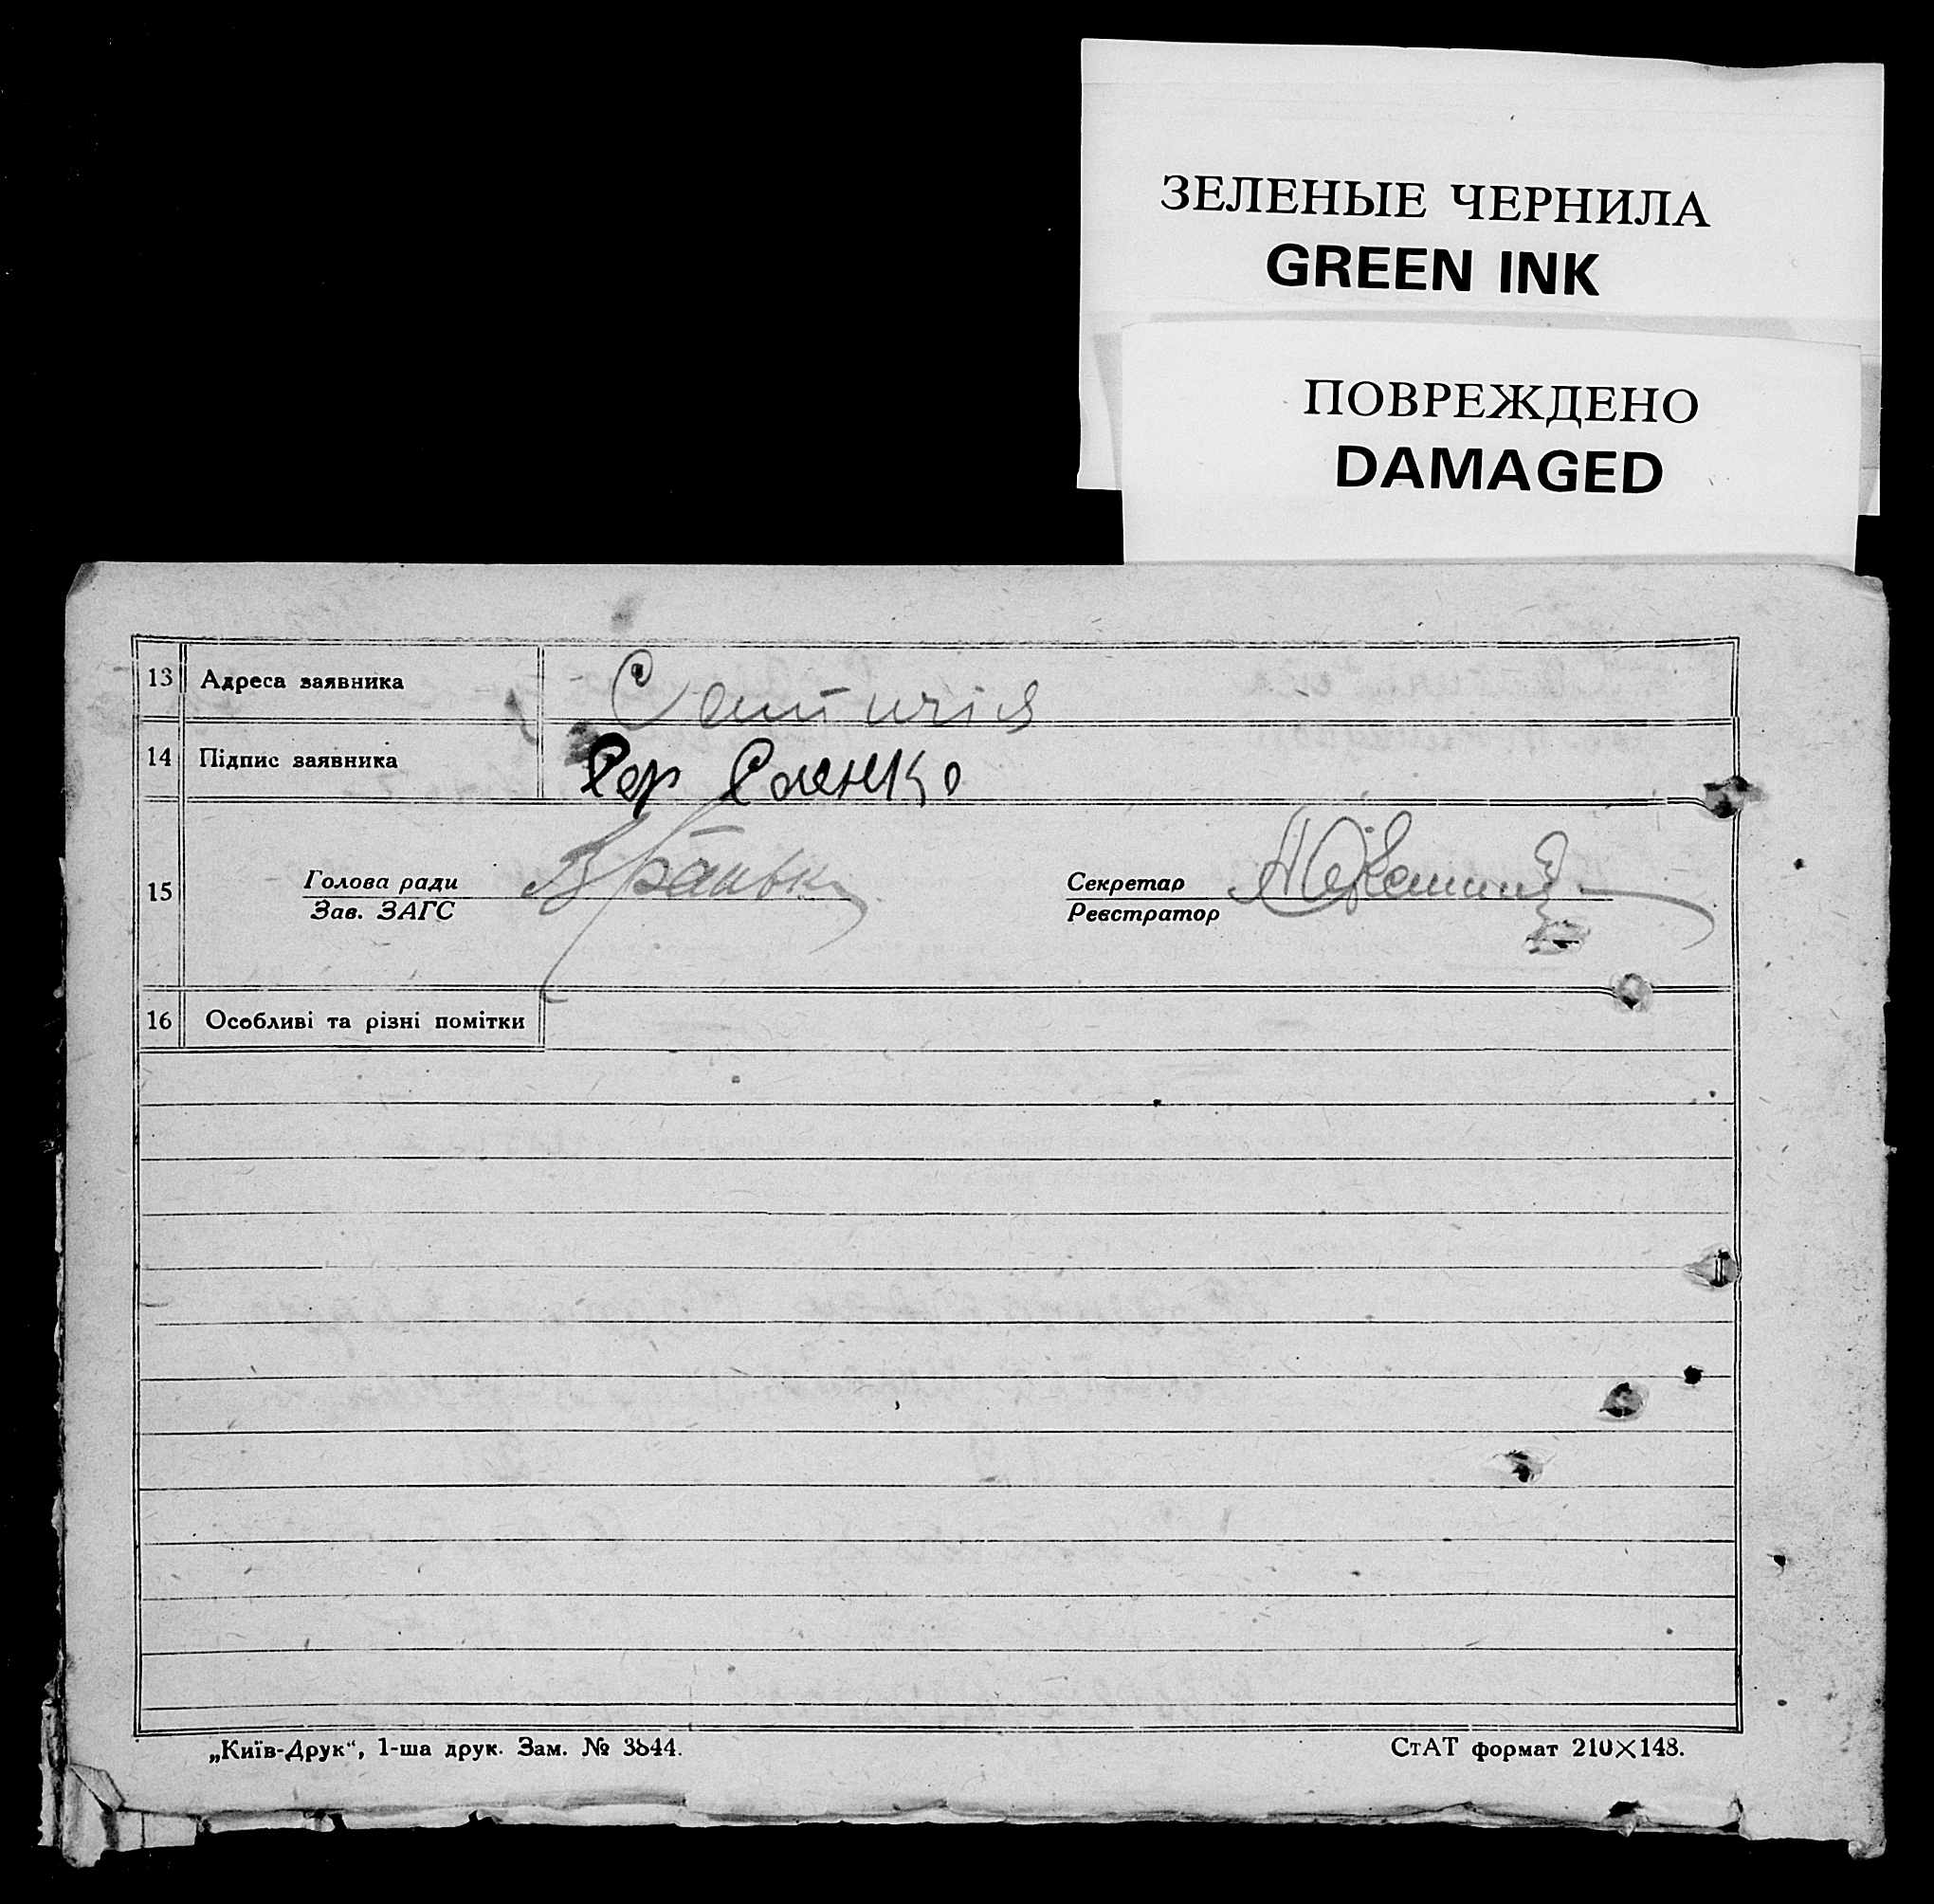 ЗЕЛЕНЫЕ ЧЕРНИЛА
GREEN INK
ПОВРЕЖДЕНО
DAMAGED
13 Адреса заявника
14 Підпис заявника
15 Голова ради Секретар
Зав. ЗАГС Реєстратор
16 Особливі та різні помітки
„Київ-Друк“, 1-ша друк. Зам. № 3844. СтАТ формат 210×148.